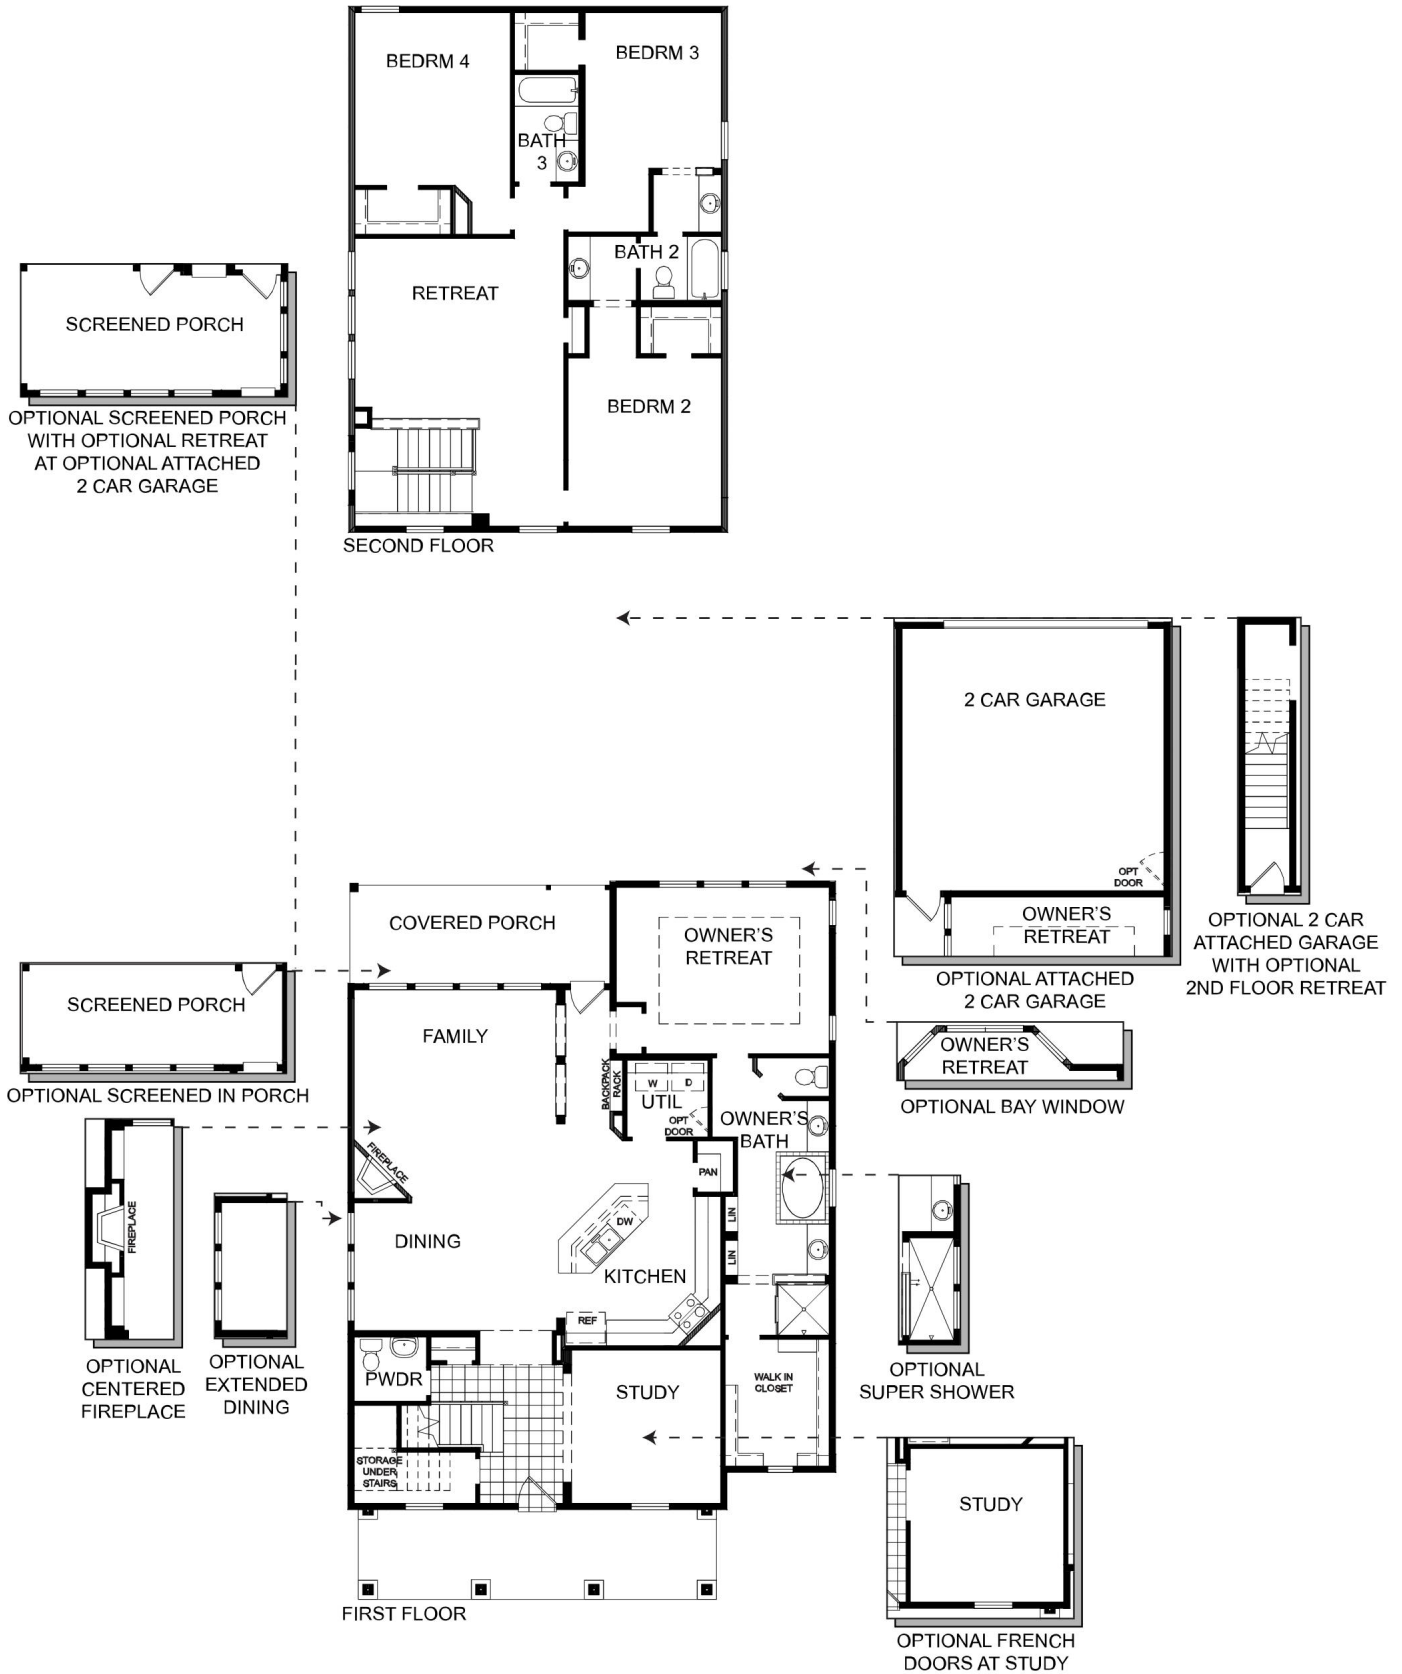 BEDRM 4
BEDRM 3
BATH
3
BATH 2
RETREAT
BEDRM 2
SECOND FLOOR
SCREENED PORCH
OPTIONAL SCREENED PORCH
WITH OPTIONAL RETREAT
AT OPTIONAL ATTACHED
2 CAR GARAGE
2 CAR GARAGE
OPT
DOOR
OWNER'S
RETREAT
OPTIONAL ATTACHED
2 CAR GARAGE
OPTIONAL 2 CAR
ATTACHED GARAGE
WITH OPTIONAL
2ND FLOOR RETREAT
OWNER'S
RETREAT
OPTIONAL BAY WINDOW
SCREENED PORCH
OPTIONAL SCREENED IN PORCH
FIREPLACE
OPTIONAL
CENTERED
FIREPLACE
OPTIONAL
EXTENDED
DINING
COVERED PORCH
OWNER'S
RETREAT
FAMILY
BACKPACK
RACK
W
D
UTIL
OPT
DOOR
OWNER'S
BATH
FIREPLACE
PAN
LIN
LIN
DW
DINING
KITCHEN
REF
PWDR
STUDY
WALK IN
CLOSET
STORAGE
UNDER
STAIRS
FIRST FLOOR
OPTIONAL
SUPER SHOWER
STUDY
OPTIONAL FRENCH
DOORS AT STUDY